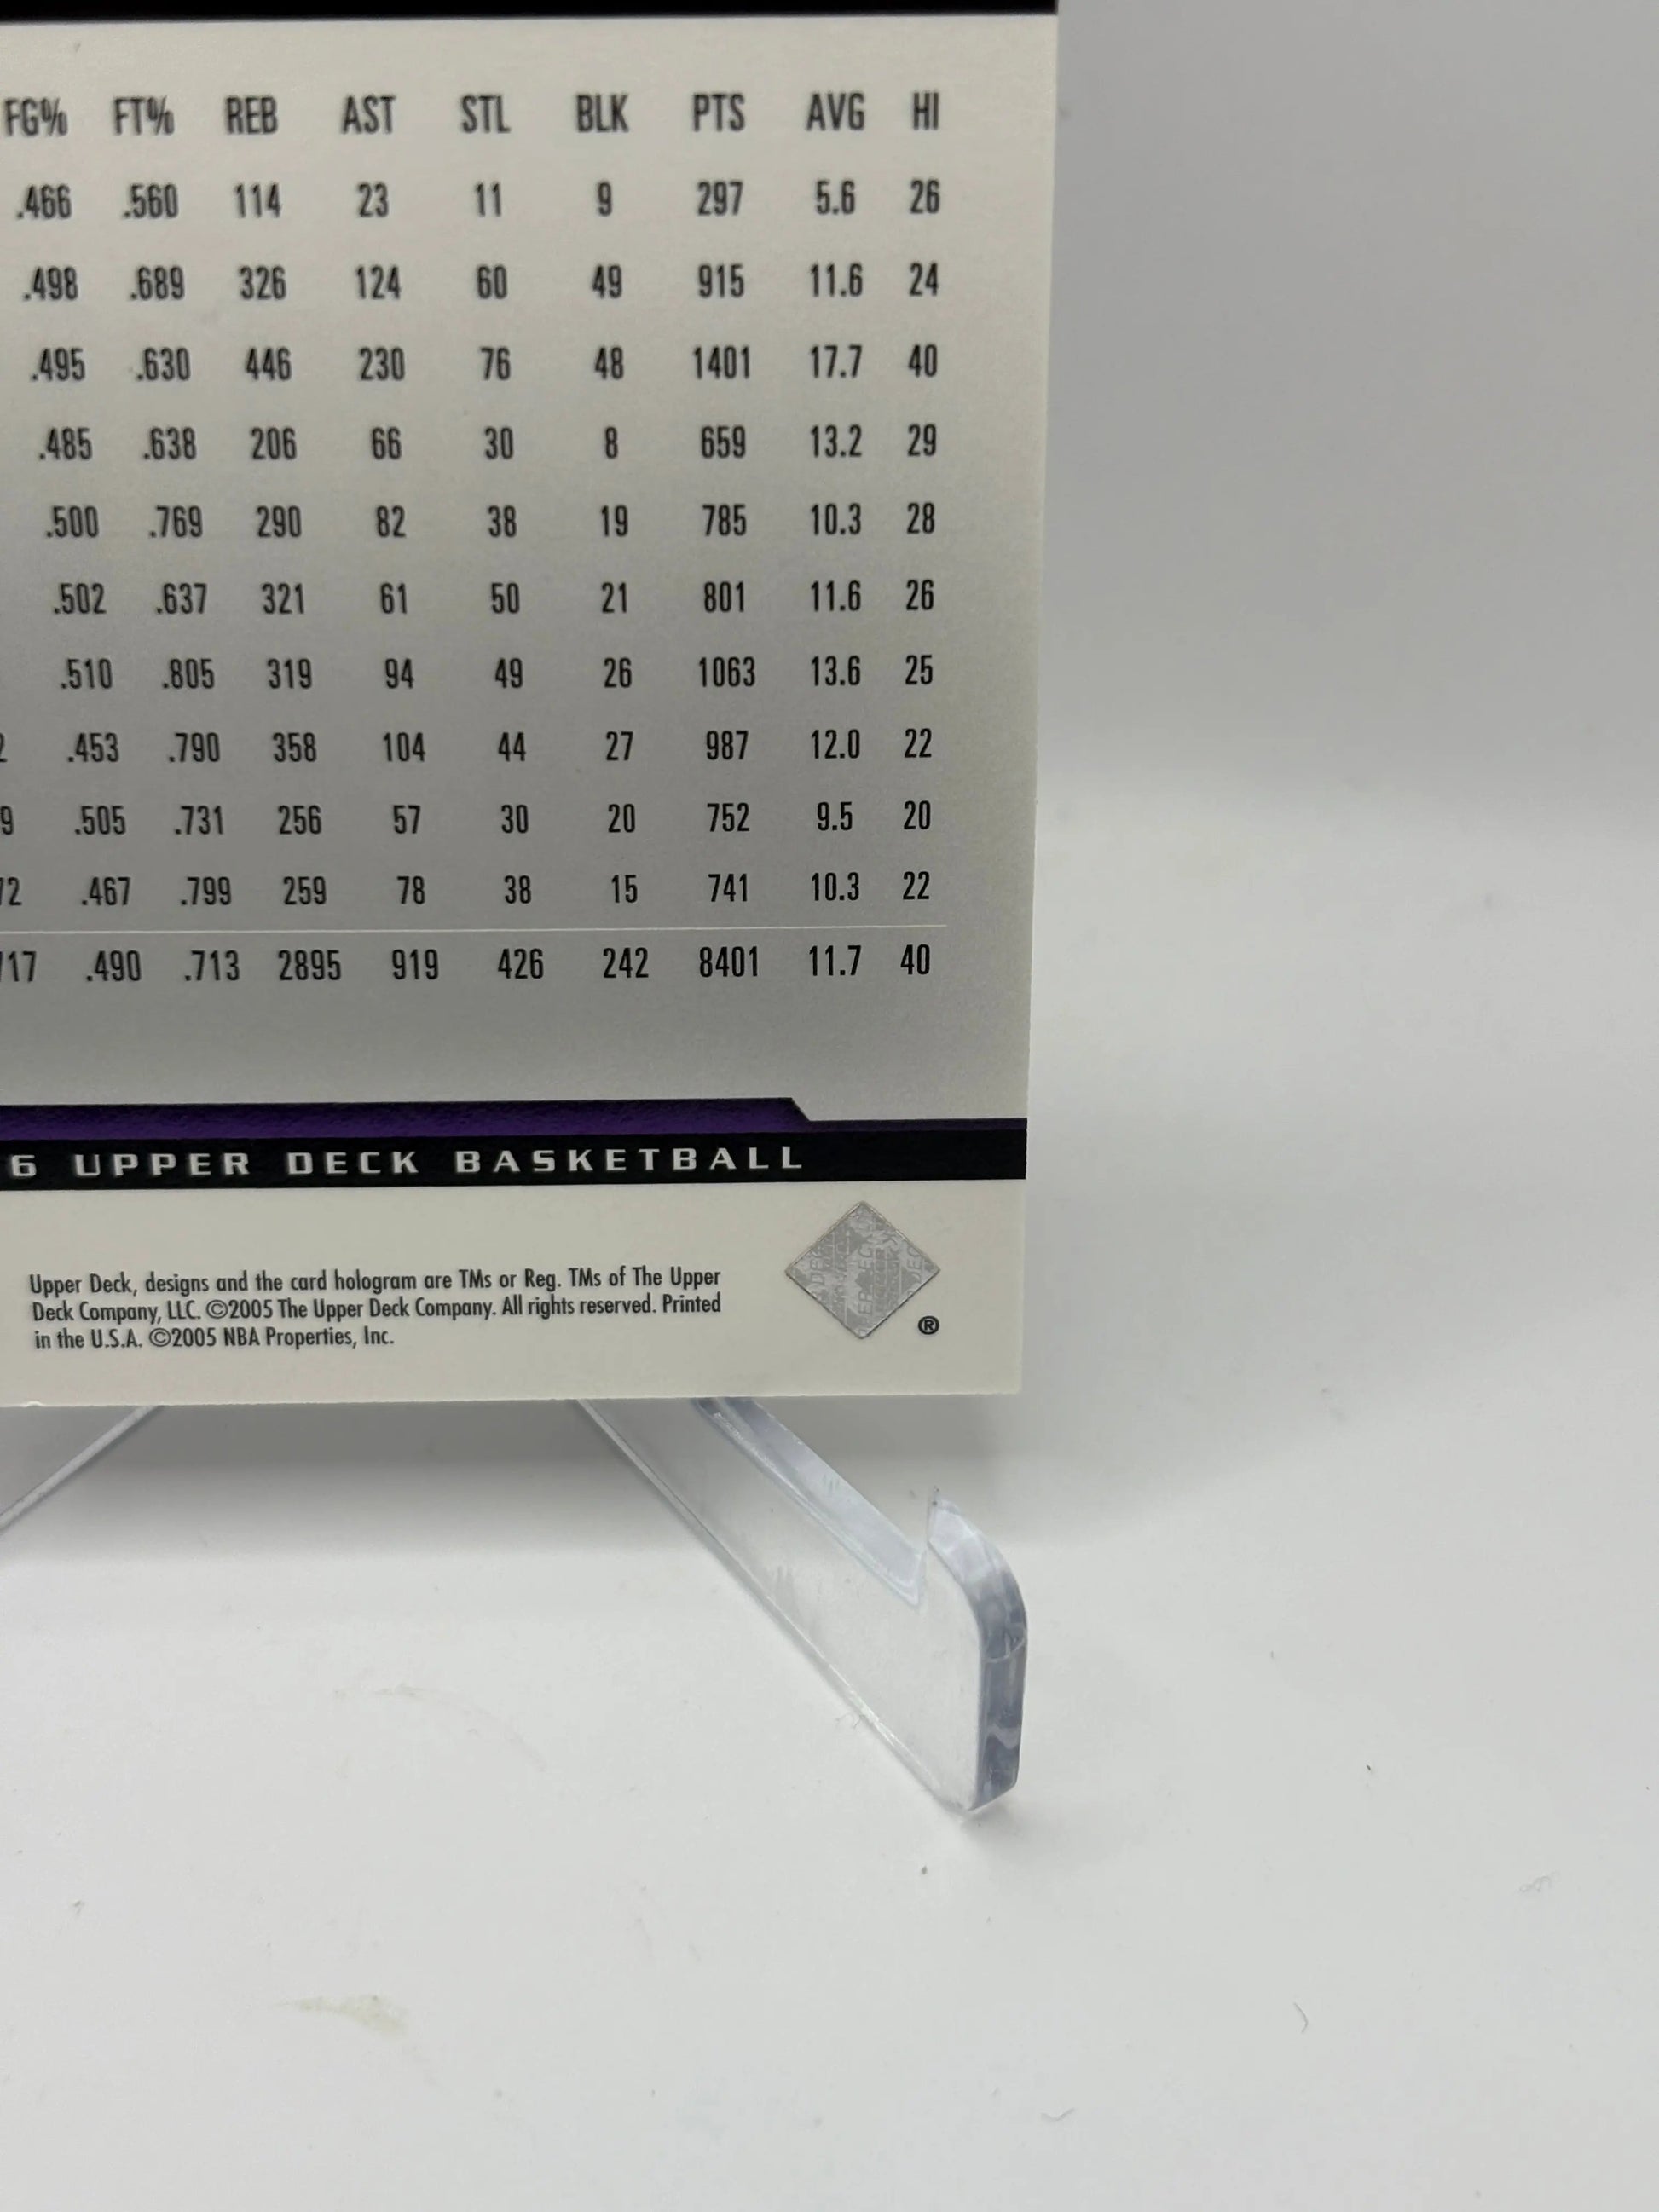 FG% FT% REB AST STL BLK PTS AVG HI
.466 .560 114 23 11 9 297 5.6 26
.498 .689 326 124 60 49 915 11.6 24
.495 .630 446 230 76 48 1401 17.7 40
.485 .638 206 66 30 8 659 13.2 29
.500 .769 290 82 38 19 785 10.3 28
.502 .637 321 61 50 21 801 11.6 26
.510 .805 319 94 49 26 1063 13.6 25
2 .453 .790 358 104 44 27 987 12.0 22
9 .505 .731 256 57 30 20 752 9.5 20
72 .467 .799 259 78 38 15 741 10.3 22
717 .490 .713 2895 919 426 242 8401 11.7 40
6 UPPER DECK BASKETBALL
Upper Deck, designs and the card hologram are TMs or Reg. TMs of The Upper
Deck Company, LLC. ©2005 The Upper Deck Company. All rights reserved. Printed
in the U.S.A. ©2005 NBA Properties, Inc.
®